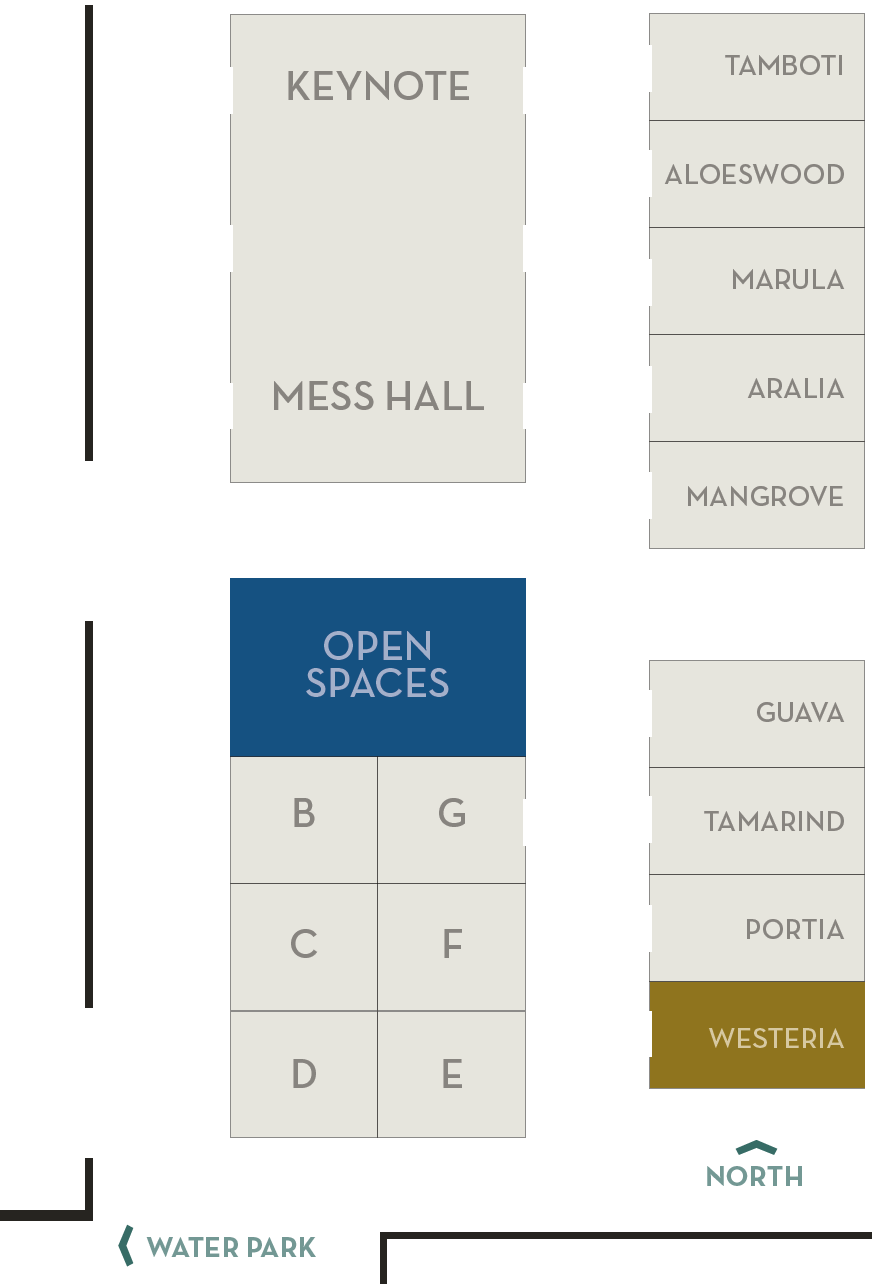 KEYNOTE
MESS HALL
OPEN
SPACES
B
G
C
F
D
E
TAMBOTI
ALOESWOOD
MARULA
ARALIA
MANGROVE
GUAVA
TAMARIND
PORTIA
WESTERIA
NORTH
WATER PARK